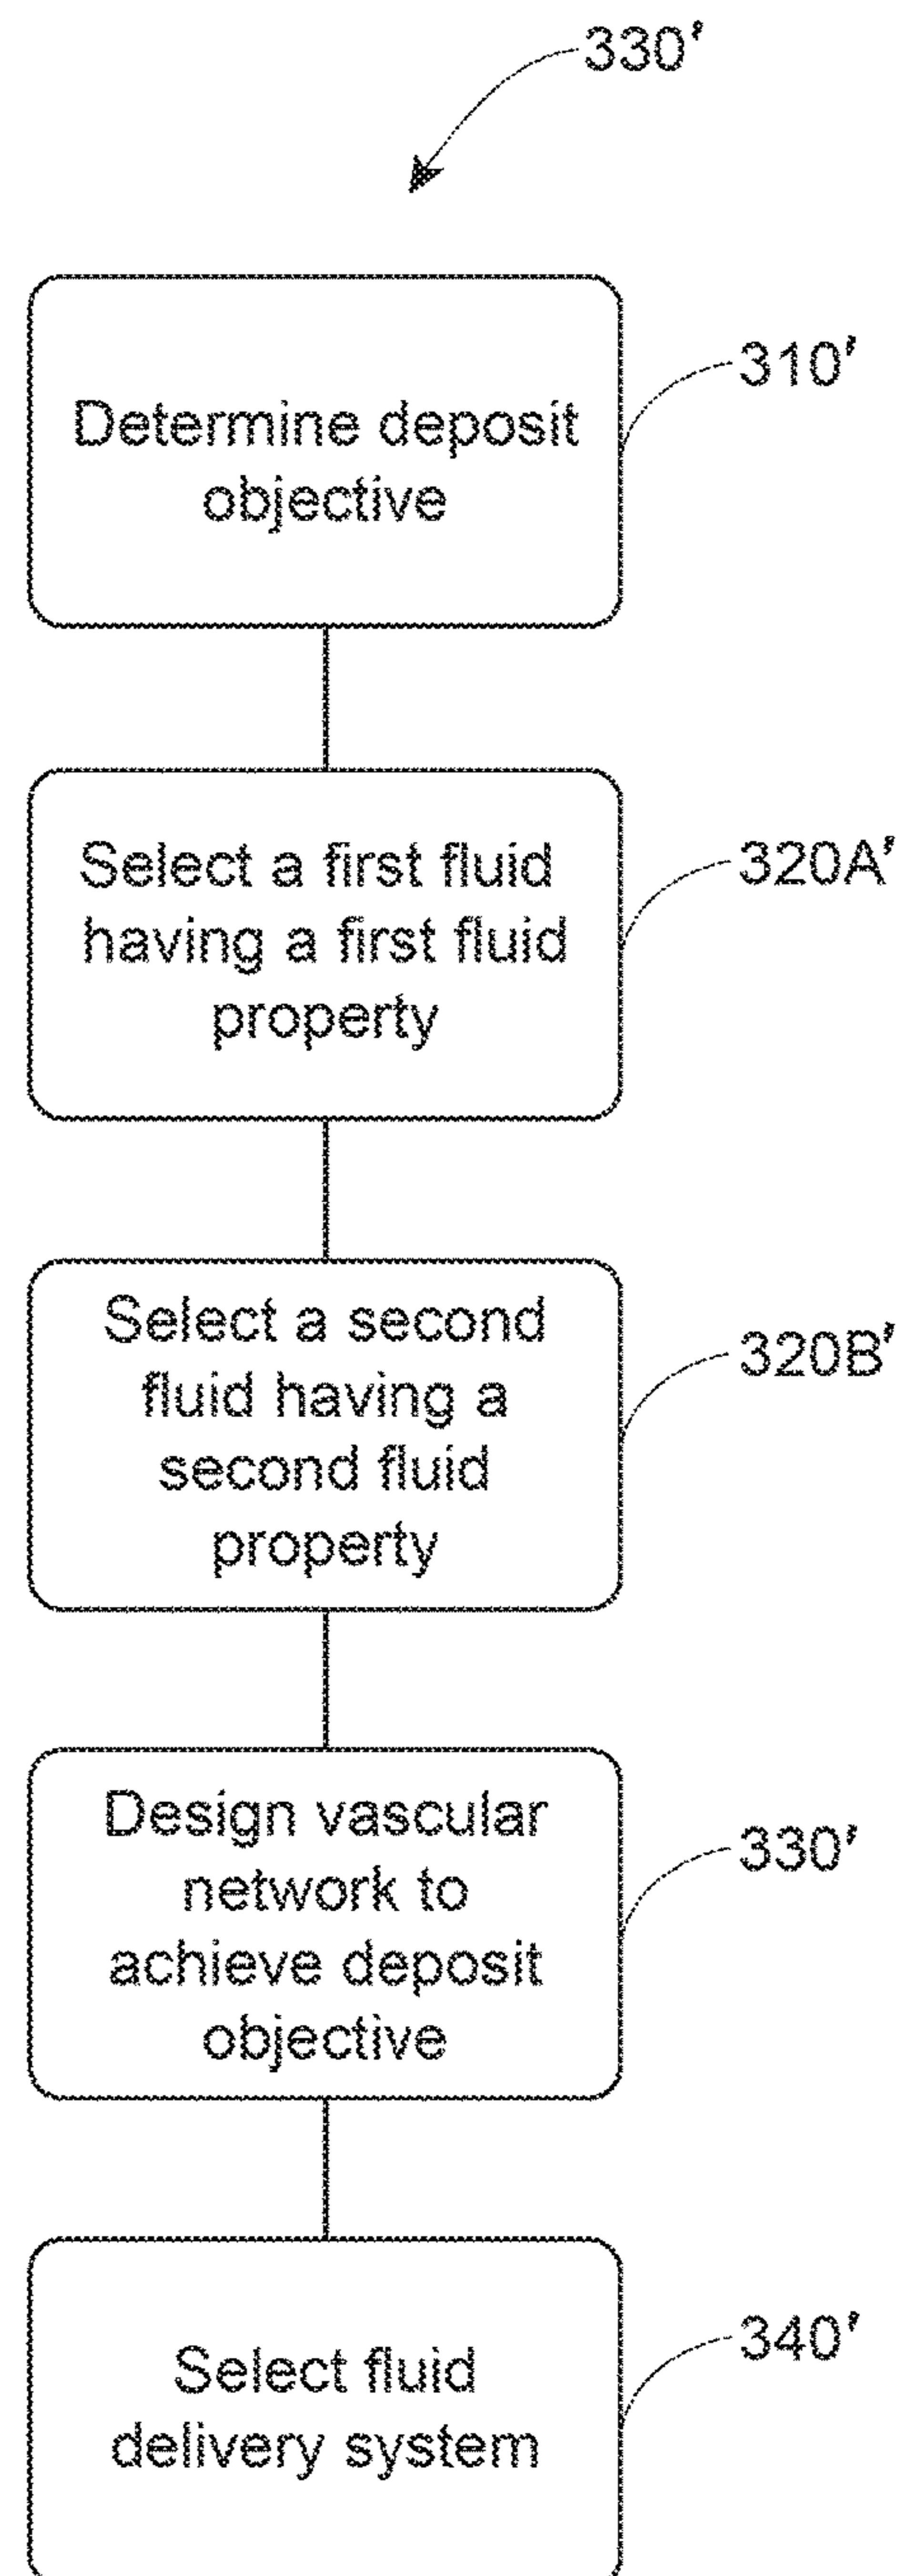 330'
310'
Determine deposit
objective
320A'
Select a first fluid
having a first fluid
property
320B'
Select a second
fluid having a
second fluid
property
330'
Design vascular
network to
achieve deposit
objective
340'
Select fluid
delivery system